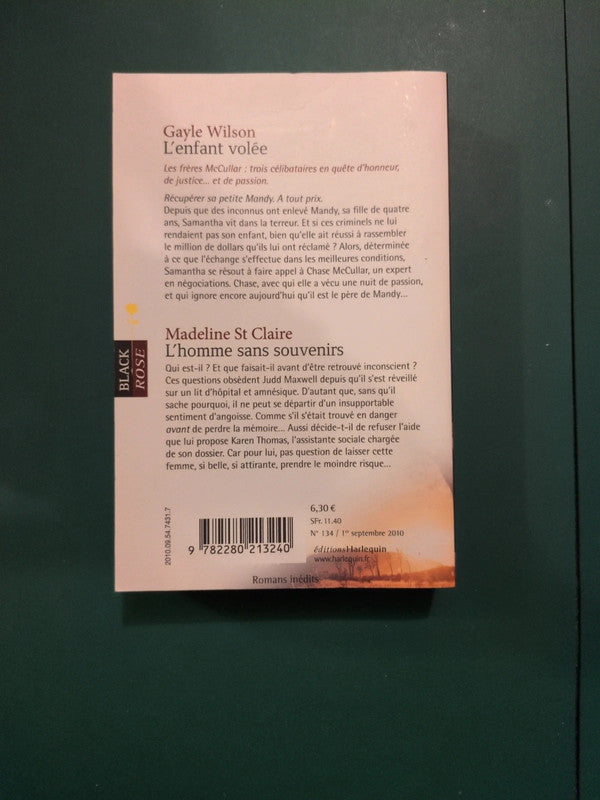 Gayle Wilson
L'enfant volée
Les frères McCullar : trois célibataires en quête d'honneur,
de justice... et de passion.
Récupérer sa petite Mandy. A tout prix.
Depuis que des inconnus ont enlevé Mandy, sa fille de quatre
ans, Samantha vit dans la terreur. Et si ces criminels ne lui
rendaient pas son enfant, bien qu'elle ait réussi à rassembler
le million de dollars qu'ils lui ont réclamé ? Alors, déterminée
à ce que l'échange s'effectue dans les meilleures conditions,
Samantha se résout à faire appel à Chase McCullar, un expert
en négociations. Chase, avec qui elle a vécu une nuit de passion,
et qui ignore encore aujourd'hui qu'il est le père de Mandy...
BLACK
ROSE
Madeline St Claire
L'homme sans souvenirs
Qui est-il ? Et que faisait-il avant d'être retrouvé inconscient ?
Ces questions obsèdent Judd Maxwell depuis qu'il s'est réveillé
sur un lit d'hôpital et amnésique. D'autant que, sans qu'il
sache pourquoi, il ne peut se départir d'un insupportable
sentiment d'angoisse. Comme s'il s'était trouvé en danger
avant de perdre la mémoire... Aussi décide-t-il de refuser l'aide
que lui propose Karen Thomas, l'assistante sociale chargée
de son dossier. Car pour lui, pas question de laisser cette
femme, si belle, si attirante, prendre le moindre risque...
2010.09.54.7431.7
9 782280 213240
6,30 €
SFr. 11.40
N° 134 / 1er septembre 2010
éditionsHarlequin
www.harlequin.fr
Romans inédits